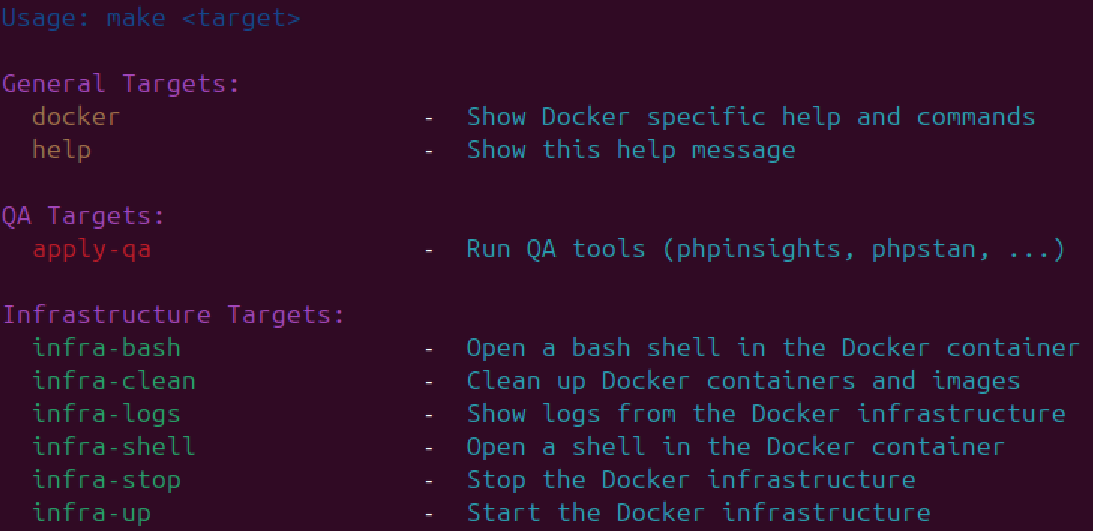 Usage: make <target>
General Targets:
docker - Show Docker specific help and commands
help - Show this help message
QA Targets:
apply-qa - Run QA tools (phpinsights, phpstan, ...)
Infrastructure Targets:
infra-bash - Open a bash shell in the Docker container
infra-clean - Clean up Docker containers and images
infra-logs - Show logs from the Docker infrastructure
infra-shell - Open a shell in the Docker container
infra-stop - Stop the Docker infrastructure
infra-up - Start the Docker infrastructure